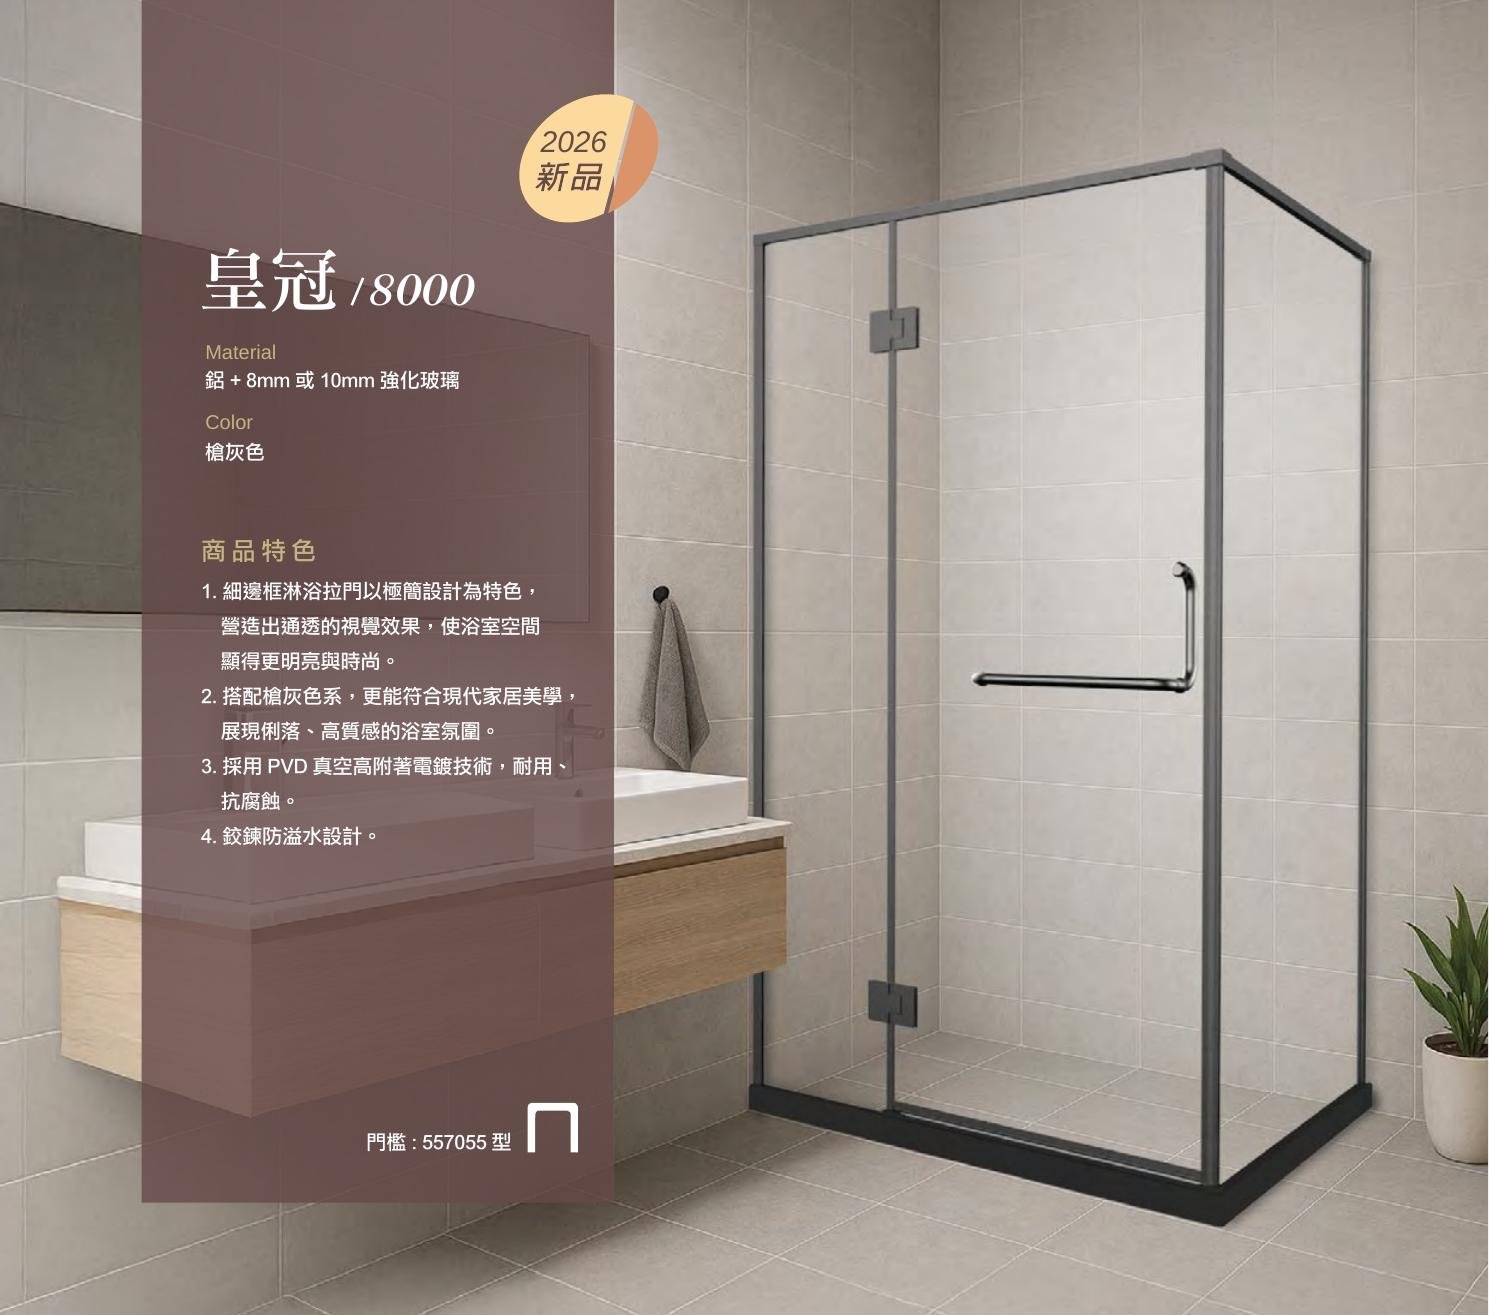 2026
新品
皇冠 /8000
Material
鋁 + 8mm 或 10mm 強化玻璃
Color
槍灰色
商品特色
1. 細邊框淋浴拉門以極簡設計為特色，
營造出通透的視覺效果，使浴室空間
顯得更明亮與時尚。
2. 搭配槍灰色系，更能符合現代家居美學，
展現俐落、高質感的浴室氛圍。
3. 採用 PVD 真空高附著電鍍技術，耐用、
抗腐蝕。
4. 鉸鍊防溢水設計。
門檻 : 557055 型